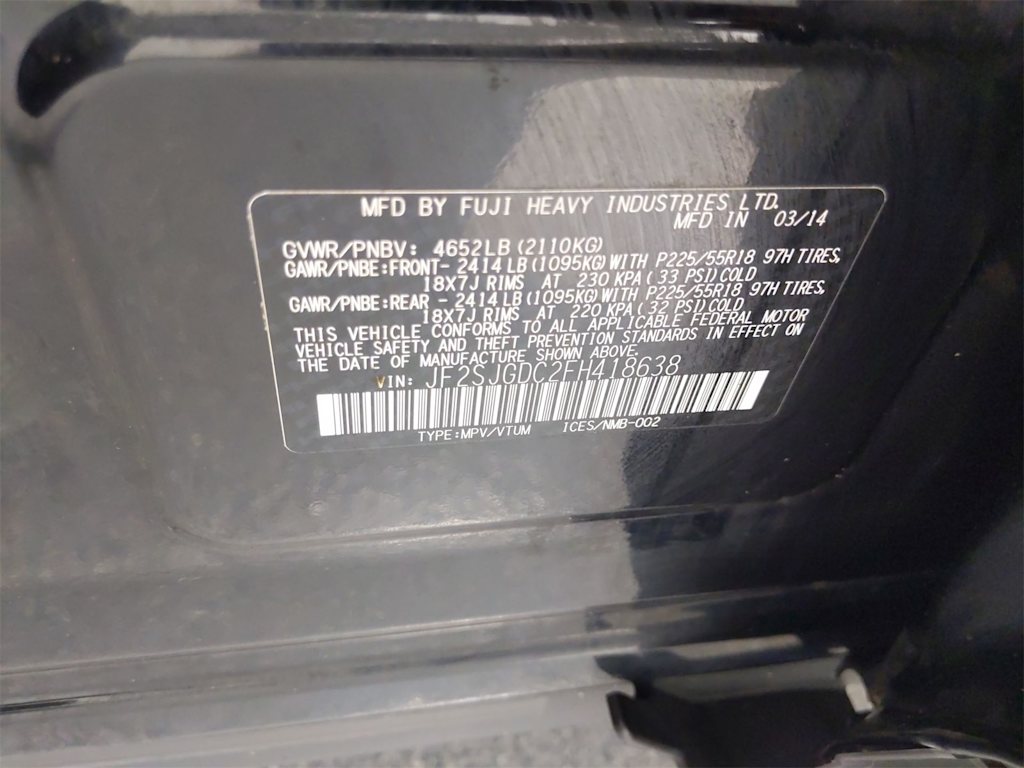 MFD BY FUJI HEAVY INDUSTRIES LTD.
MFD IN 03/14
GVWR/PNBV: 4652LB (2110KG)
GAWR/PNBE:FRONT- 2414LB (1095KG) WITH P225/55R18 97H TIRES,
18X7J RIMS AT 230 KPA ( 33 PSI) COLD
GAWR/PNBE:REAR - 2414LB (1095KG) WITH P225/55R18 97H TIRES,
18X7J RIMS AT 220 KPA ( 32 PSI) COLD
THIS VEHICLE CONFORMS TO ALL APPLICABLE FEDERAL MOTOR
VEHICLE SAFETY AND THEFT PREVENTION STANDARDS IN EFFECT ON
THE DATE OF MANUFACTURE SHOWN ABOVE.
VIN: JF2SJGDC2FH418638
TYPE:MPV/VTUM ICES/NMB-002